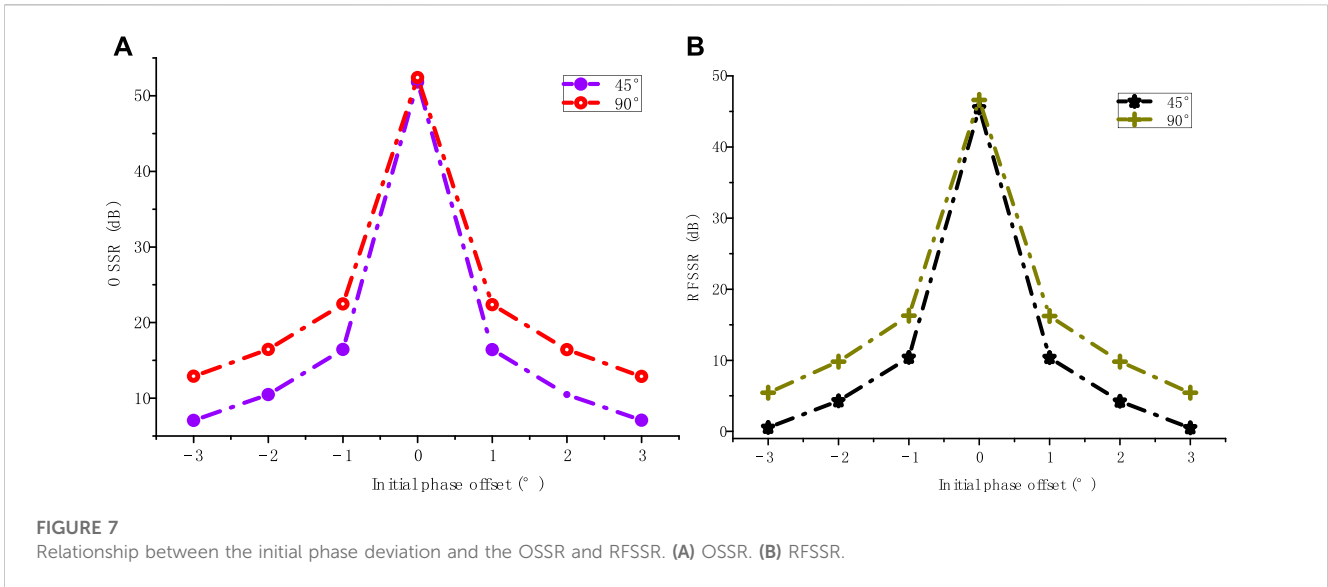 A
50
40
30
20
10
OSSR (dB)
45°
90°
-3 -2 -1 0 1 2 3
Initial phase offset (°)
B
50
40
30
20
10
0
RFSSR (dB)
45°
90°
-3 -2 -1 0 1 2 3
Initial phase offset (°)
FIGURE 7
Relationship between the initial phase deviation and the OSSR and RFSSR. (A) OSSR. (B) RFSSR.